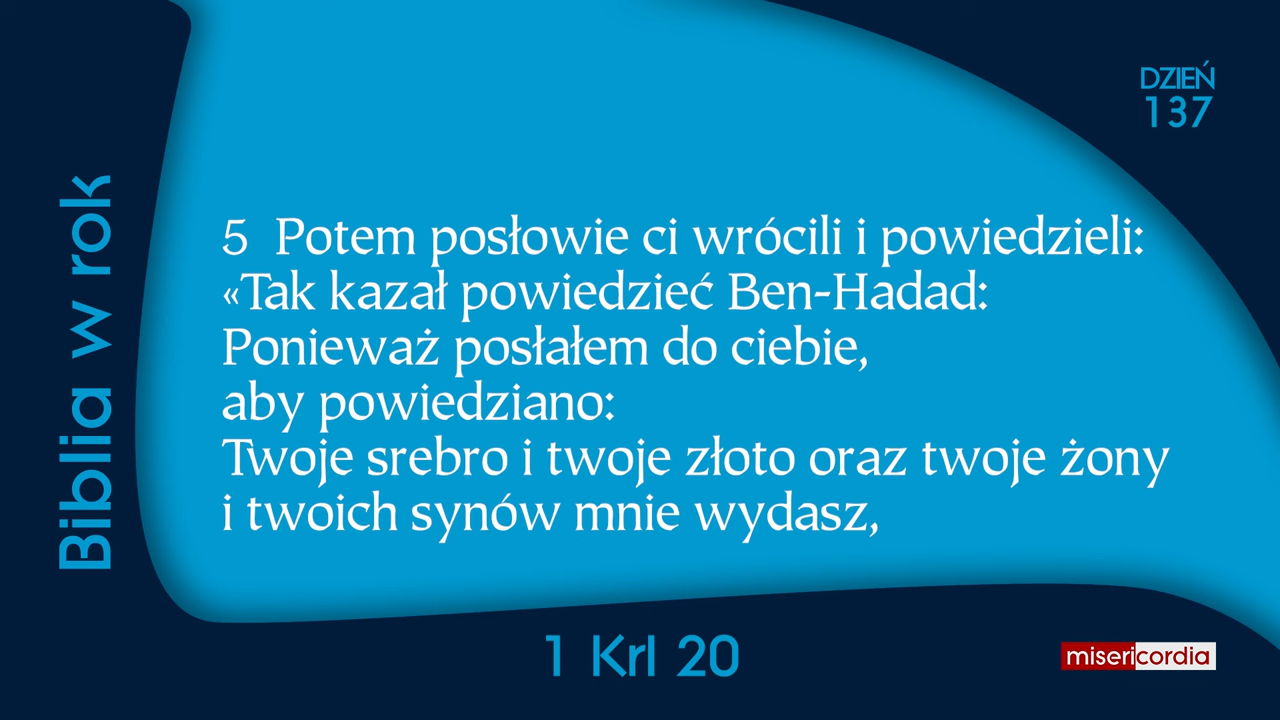 Biblia w rok
DZIEŃ
137
5 Potem posłowie ci wrócili i powiedzieli:
«Tak kazał powiedzieć Ben-Hadad:
Ponieważ posłałem do ciebie,
aby powiedziano:
Twoje srebro i twoje złoto oraz twoje żony
i twoich synów mnie wydasz,
1 Krl 20
misericordia